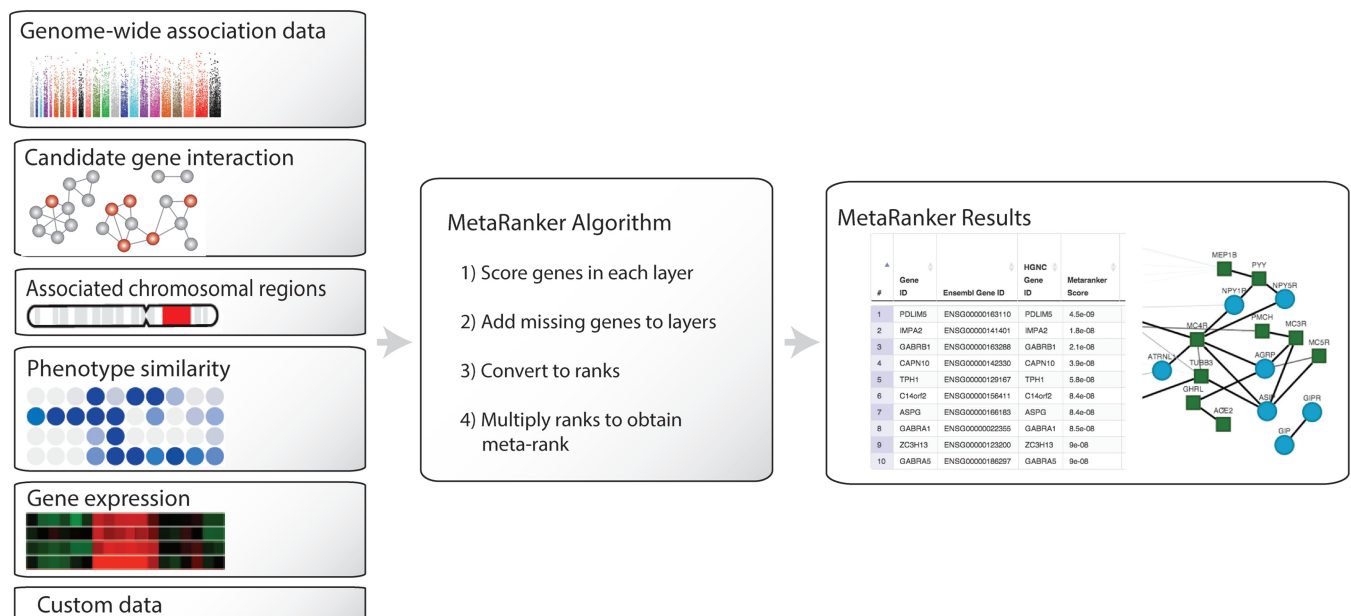 Genome-wide association data
Candidate gene interaction
Associated chromosomal regions
Phenotype similarity
Gene expression
Custom data
MetaRanker Algorithm
1) Score genes in each layer
2) Add missing genes to layers
3) Convert to ranks
4) Multiply ranks to obtain
meta-rank
MetaRanker Results
# Gene ID Ensembl Gene ID HGNC Gene ID Metaranker Score
1 PDLIM5 ENSG00000163110 PDLIM5 4.5e-09
2 IMPA2 ENSG00000141401 IMPA2 1.8e-08
3 GABRB1 ENSG00000163288 GABRB1 2.1e-08
4 CAPN10 ENSG00000142330 CAPN10 3.9e-08
5 TPH1 ENSG00000129167 TPH1 5.8e-08
6 C14orf2 ENSG00000156411 C14orf2 8.4e-08
7 ASPG ENSG00000166183 ASPG 8.4e-08
8 GABRA1 ENSG00000022355 GABRA1 8.5e-08
9 ZC3H13 ENSG00000123200 ZC3H13 9e-08
10 GABRA5 ENSG00000186297 GABRA5 9e-08
MEP1B
PYY
NPY1R
NPY5R
PMCH
MC4R
MC3R
MC5R
ATRNL1
TUBB3
AGRP
GHRL
ACE2
ASIP
GIPR
GIP